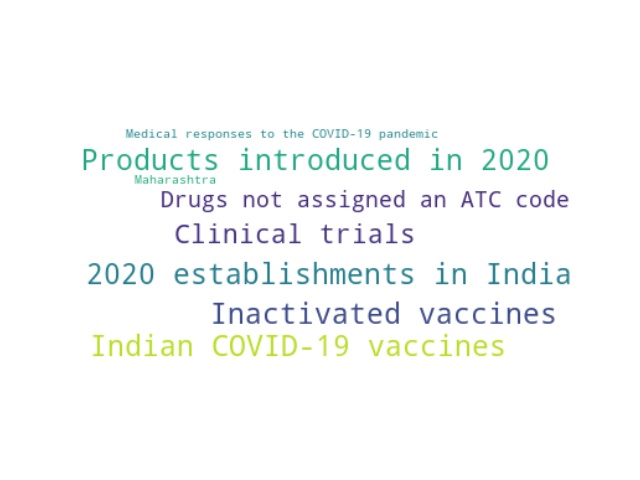 Medical responses to the COVID-19 pandemic
Products introduced in 2020
Maharashtra
Drugs not assigned an ATC code
Clinical trials
2020 establishments in India
Inactivated vaccines
Indian COVID-19 vaccines